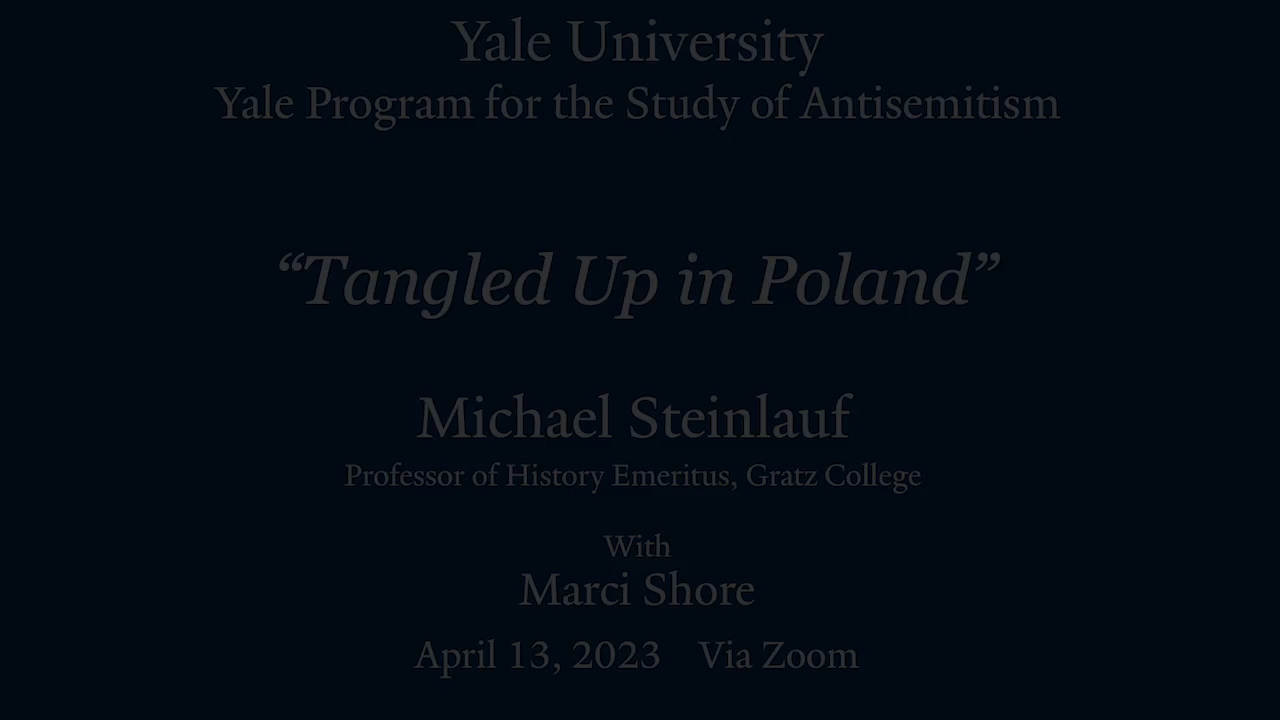 Yale University
Yale Program for the Study of Antisemitism
“Tangled Up in Poland”
Michael Steinlauf
Professor of History Emeritus, Gratz College
With
Marci Shore
April 13, 2023 Via Zoom